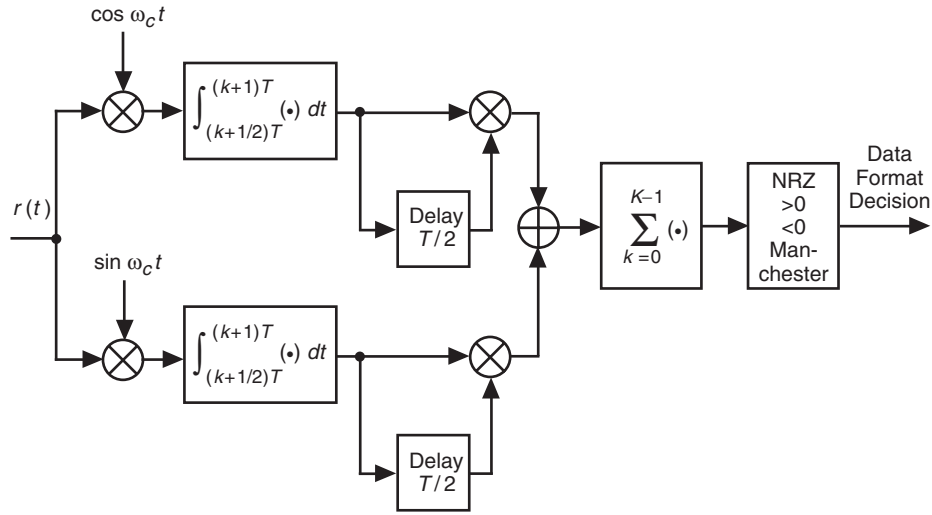 cos ω_c t
∫_{(k+1/2)T}^{(k+1)T} (•) dt
Delay
T/2
r(t)
sin ω_c t
∫_{(k+1/2)T}^{(k+1)T} (•) dt
Delay
T/2
K–1
∑ (•)
k=0
NRZ
>0
<0
Man-
chester
Data
Format
Decision